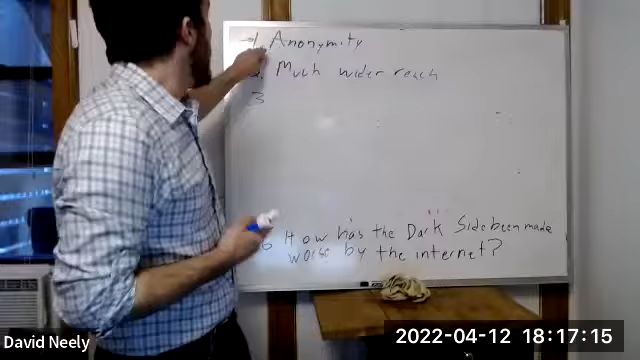 1. Anonymity
2. Much wider reach
3
6 How has the Dark Side been made
worse by the internet?
David Neely
2022-04-12 18:17:15